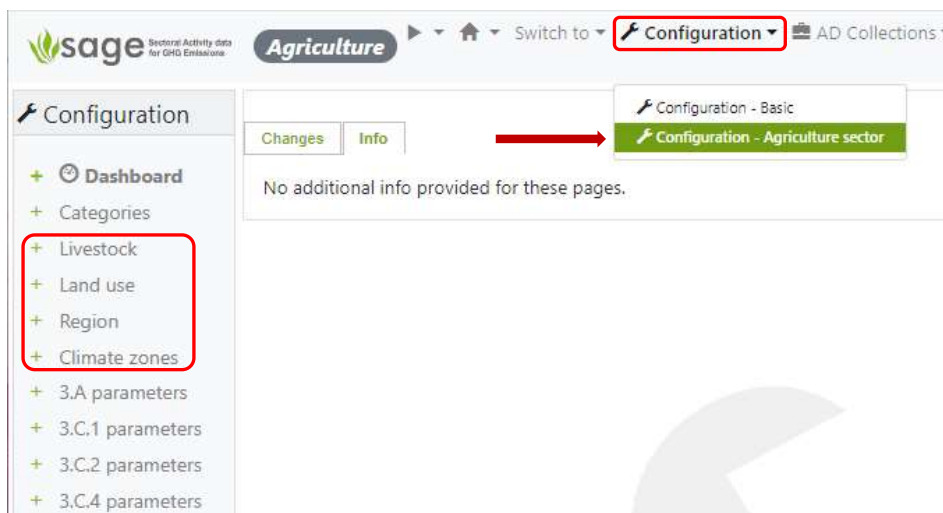 sage Sectoral Activity data
for GHG Emissions
Agriculture
Switch to
Configuration
AD Collections
Configuration - Basic
Configuration - Agriculture sector
Configuration
Dashboard
Categories
Livestock
Land use
Region
Climate zones
3.A parameters
3.C.1 parameters
3.C.2 parameters
3.C.4 parameters
Changes
Info
No additional info provided for these pages.